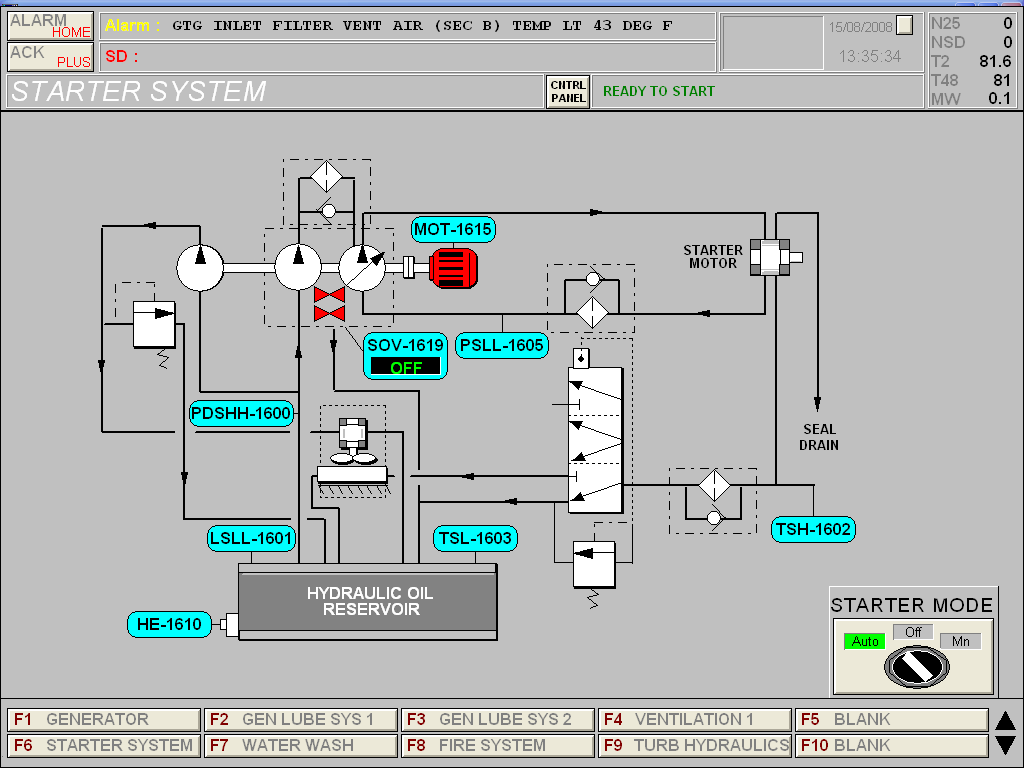 ALARM
HOME
Alarm :
GTG INLET FILTER VENT AIR (SEC B) TEMP LT 43 DEG F
15/08/2008
N25 0
ACK
PLUS
SD :
13:35:34
NSD 0
T2 81.6
T48 81
MW 0.1
STARTER SYSTEM
CNTRL
PANEL
READY TO START
MOT-1615
STARTER
MOTOR
SOV-1619
OFF
PSLL-1605
PDSHH-1600
SEAL
DRAIN
LSLL-1601
TSL-1603
TSH-1602
HYDRAULIC OIL
RESERVOIR
HE-1610
STARTER MODE
Auto
Off
Mn
F1 GENERATOR
F2 GEN LUBE SYS 1
F3 GEN LUBE SYS 2
F4 VENTILATION 1
F5 BLANK
F6 STARTER SYSTEM
F7 WATER WASH
F8 FIRE SYSTEM
F9 TURB HYDRAULICS
F10 BLANK